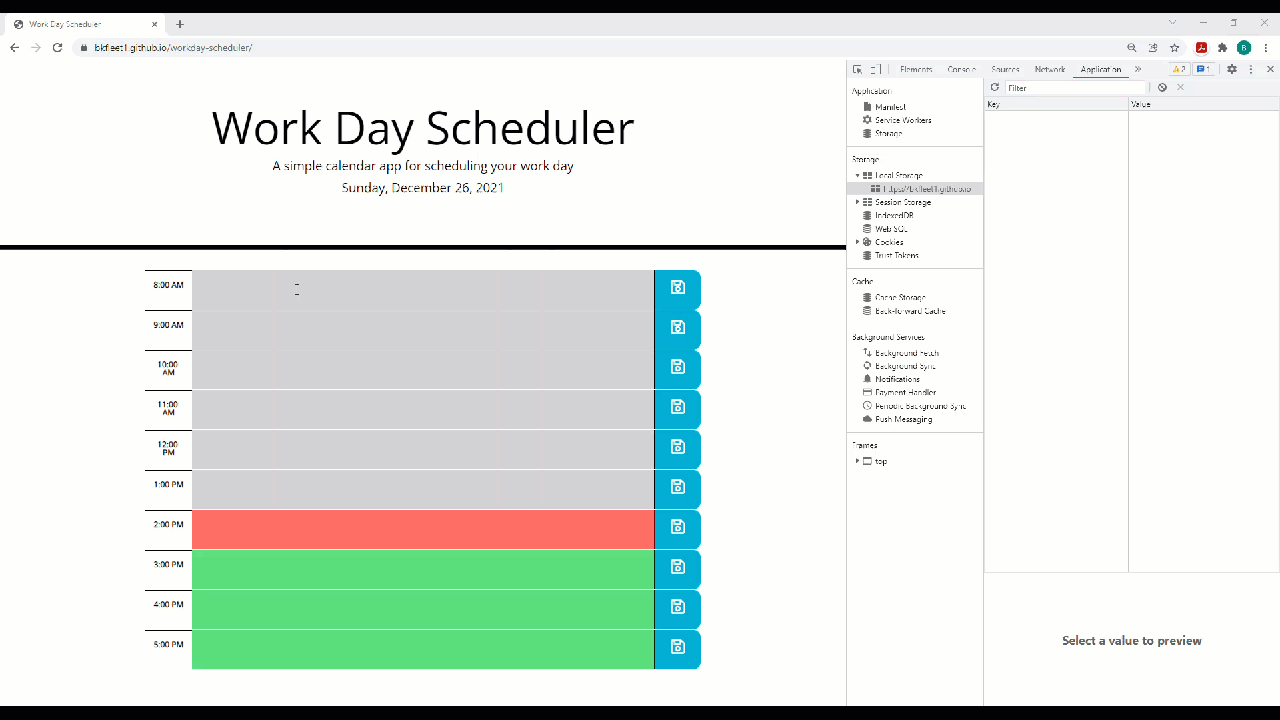 Work Day Scheduler
bkfleet1.github.io/workday-scheduler/
B
Elements Console Sources Network Application 2 1
Filter
Key Value
Application
Manifest
Service Workers
Storage
Storage
Local Storage
https://bkfleet1.github.io
Session Storage
IndexedDB
Web SQL
Cookies
Trust Tokens
Cache
Cache Storage
Back-forward Cache
Background Services
Background Fetch
Background Sync
Notifications
Payment Handler
Periodic Background Sync
Push Messaging
Frames
top
Select a value to preview
Work Day Scheduler
A simple calendar app for scheduling your work day
Sunday, December 26, 2021
8:00 AM
9:00 AM
10:00
AM
11:00
AM
12:00
PM
1:00 PM
2:00 PM
3:00 PM
4:00 PM
5:00 PM